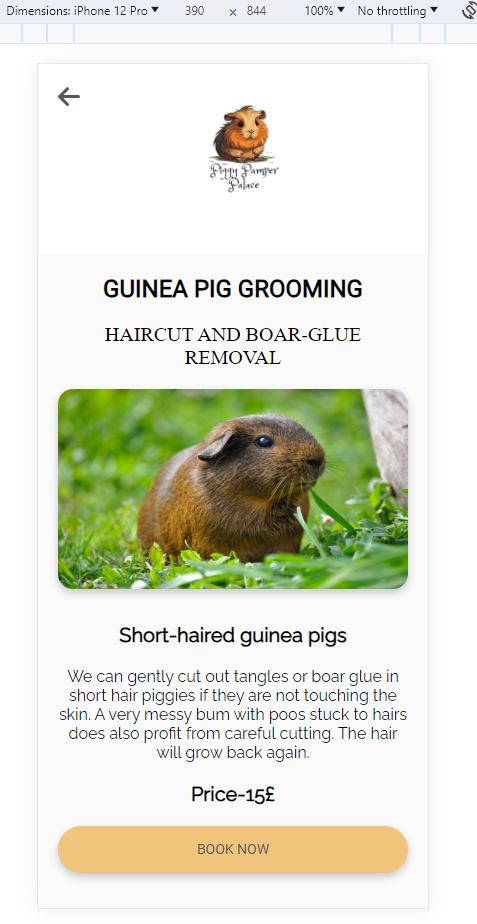 Dimensions: iPhone 12 Pro ▼ 390 × 844 100% ▼ No throttling ▼
Piggy Pamper
Palace
GUINEA PIG GROOMING
HAIRCUT AND BOAR-GLUE
REMOVAL
Short-haired guinea pigs
We can gently cut out tangles or boar glue in
short hair piggies if they are not touching the
skin. A very messy bum with poos stuck to hairs
does also profit from careful cutting. The hair
will grow back again.
Price-15£
BOOK NOW